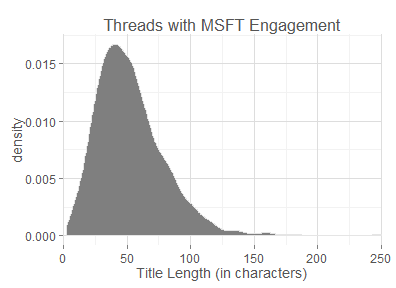 Threads with MSFT Engagement
density
0.015
0.010
0.005
0.000
0 50 100 150 200 250
Title Length (in characters)